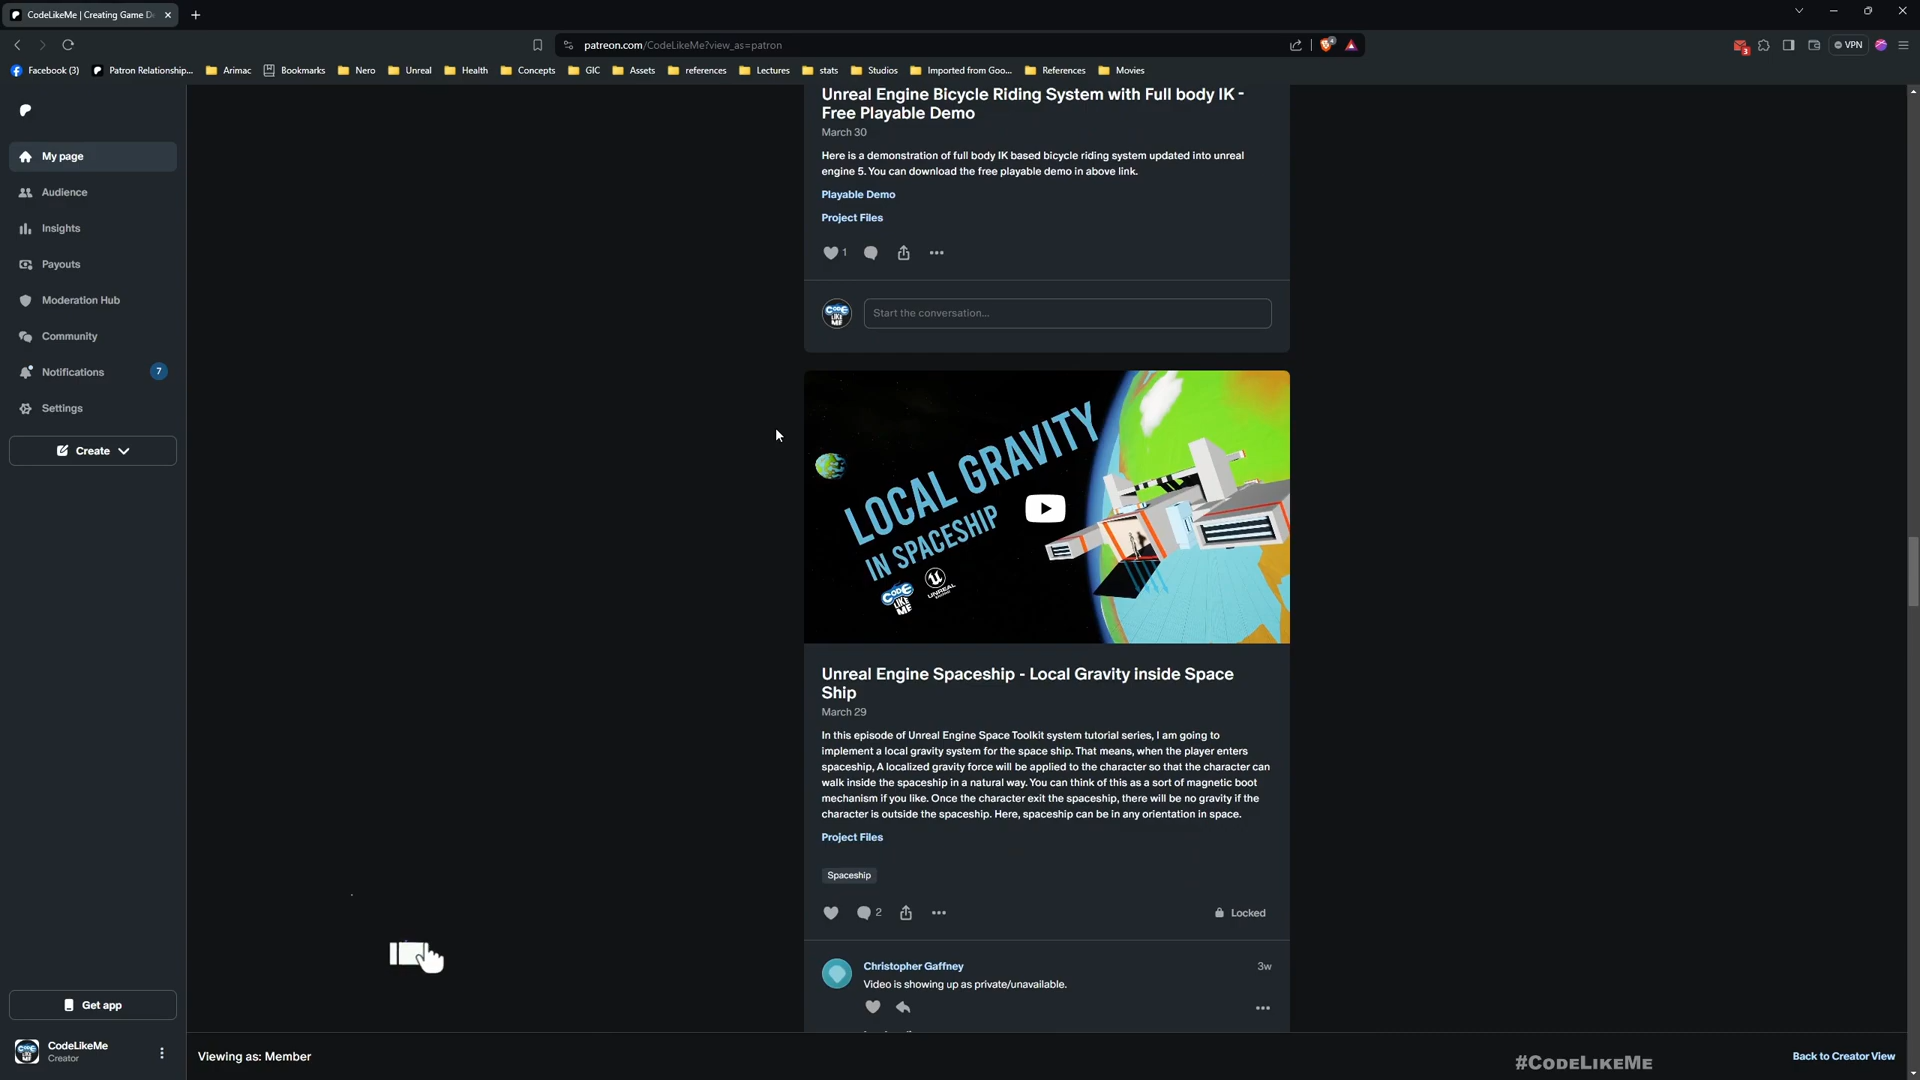 CodeLikeMe | Creating Game D
patreon.com/CodeLikeMe?view_as=patron
4
3
VPN
Facebook (3)
Patron Relationship...
Arimac
Bookmarks
Nero
Unreal
Health
Concepts
GIC
Assets
references
Lectures
stats
Studios
Imported from Goo...
References
Movies
My page
Audience
Insights
Payouts
Moderation Hub
Community
Notifications
7
Settings
Create
Get app
CodeLikeMe
Creator
Unreal Engine Bicycle Riding System with Full body IK -
Free Playable Demo
March 30
Here is a demonstration of full body IK based bicycle riding system updated into unreal
engine 5. You can download the free playable demo in above link.
Playable Demo
Project Files
1
CODE
LIKE
ME
Start the conversation...
LOCAL GRAVITY
IN SPACESHIP
CODE
LIKE
ME
UNREAL
Unreal Engine Spaceship - Local Gravity inside Space
Ship
March 29
In this episode of Unreal Engine Space Toolkit system tutorial series, I am going to
implement a local gravity system for the space ship. That means, when the player enters
spaceship, A localized gravity force will be applied to the character so that the character can
walk inside the spaceship in a natural way. You can think of this as a sort of magnetic boot
mechanism if you like. Once the character exit the spaceship, there will be no gravity if the
character is outside the spaceship. Here, spaceship can be in any orientation in space.
Project Files
Spaceship
2
Locked
Christopher Gaffney
3w
Video is showing up as private/unavailable.
Viewing as: Member
#CodeLikeMe
Back to Creator View